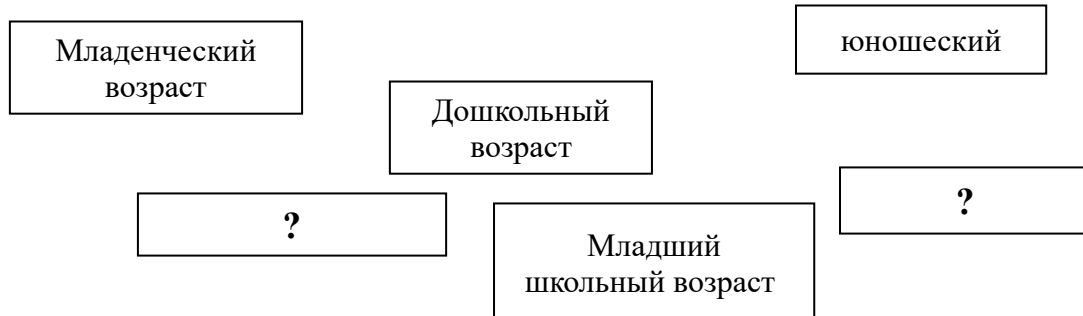 Младенческий
возраст
юношеский
Дошкольный
возраст
?
?
Младший
школьный возраст